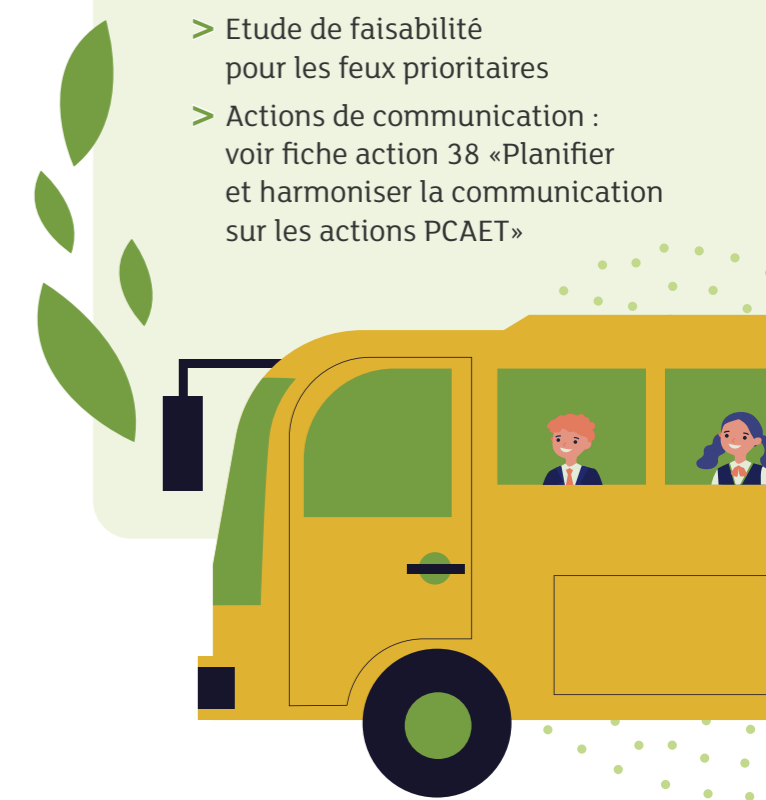 > Etude de faisabilité
pour les feux prioritaires
> Actions de communication :
voir fiche action 38 «Planifier
et harmoniser la communication
sur les actions PCAET»